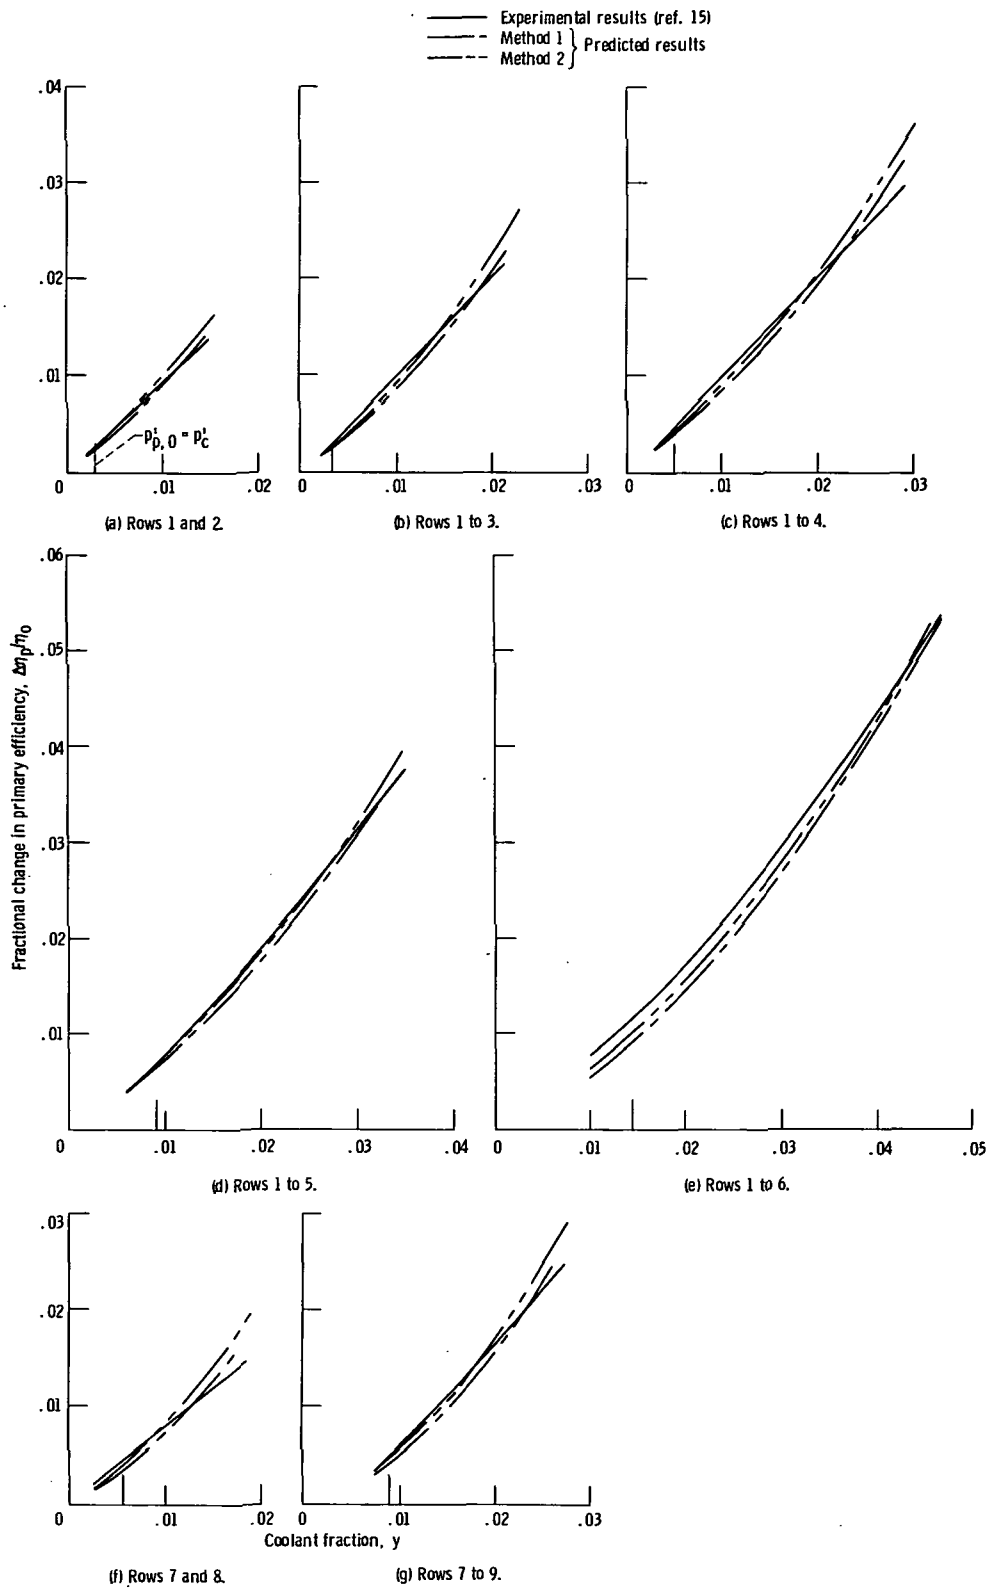 Experimental results (ref. 15)
Method 1
Method 2
Predicted results
.04
.03
.02
.01
0 .01 .02
p'p, 0 = p'c
(a) Rows 1 and 2.
0 .01 .02 .03
(b) Rows 1 to 3.
0 .01 .02 .03
(c) Rows 1 to 4.
Fractional change in primary efficiency, Δηp/η0
.06
.05
.04
.03
.02
.01
0 .01 .02 .03 .04
(d) Rows 1 to 5.
0 .01 .02 .03 .04 .05
(e) Rows 1 to 6.
.03
.02
.01
0 .01 .02
0 .01 .02 .03
Coolant fraction, y
(f) Rows 7 and 8.
(g) Rows 7 to 9.